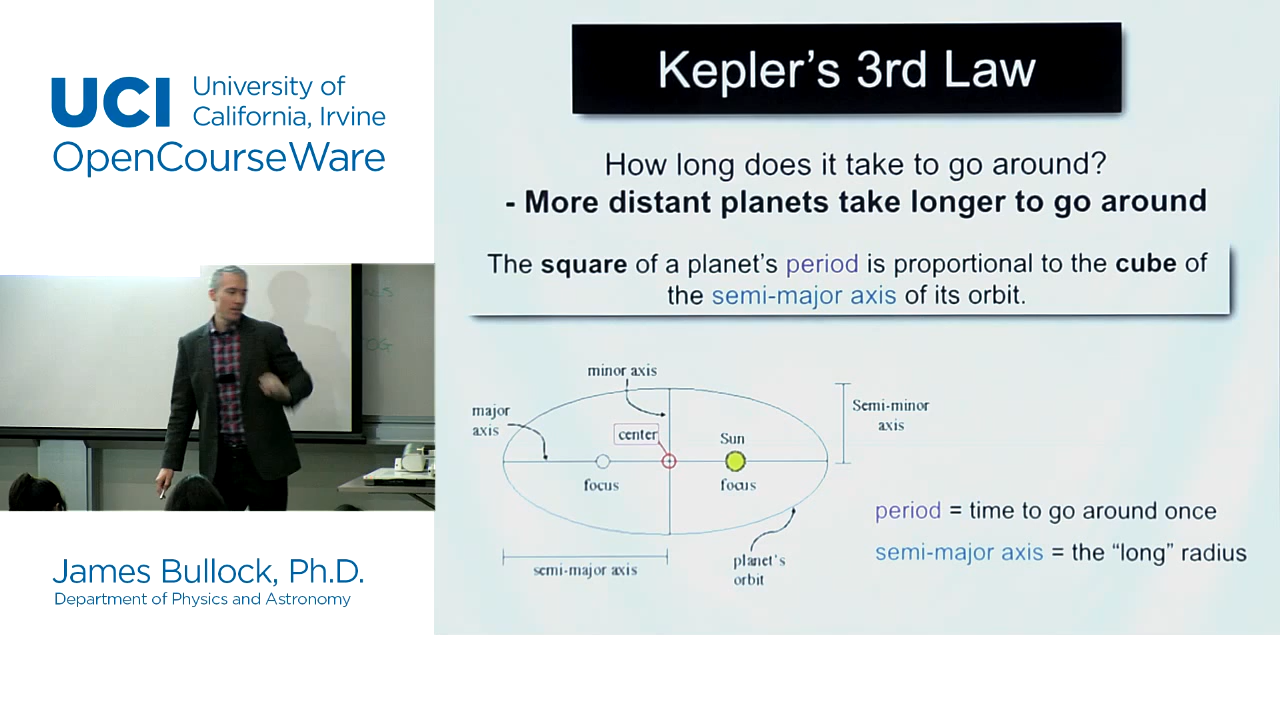 UCI University of
California, Irvine
OpenCourseWare
James Bullock, Ph.D.
Department of Physics and Astronomy
Kepler's 3rd Law
How long does it take to go around?
- More distant planets take longer to go around
The square of a planet's period is proportional to the cube of
the semi-major axis of its orbit.
minor axis
major
axis
center
Sun
Semi-minor
axis
focus
focus
semi-major axis
planet's
orbit
period = time to go around once
semi-major axis = the "long" radius